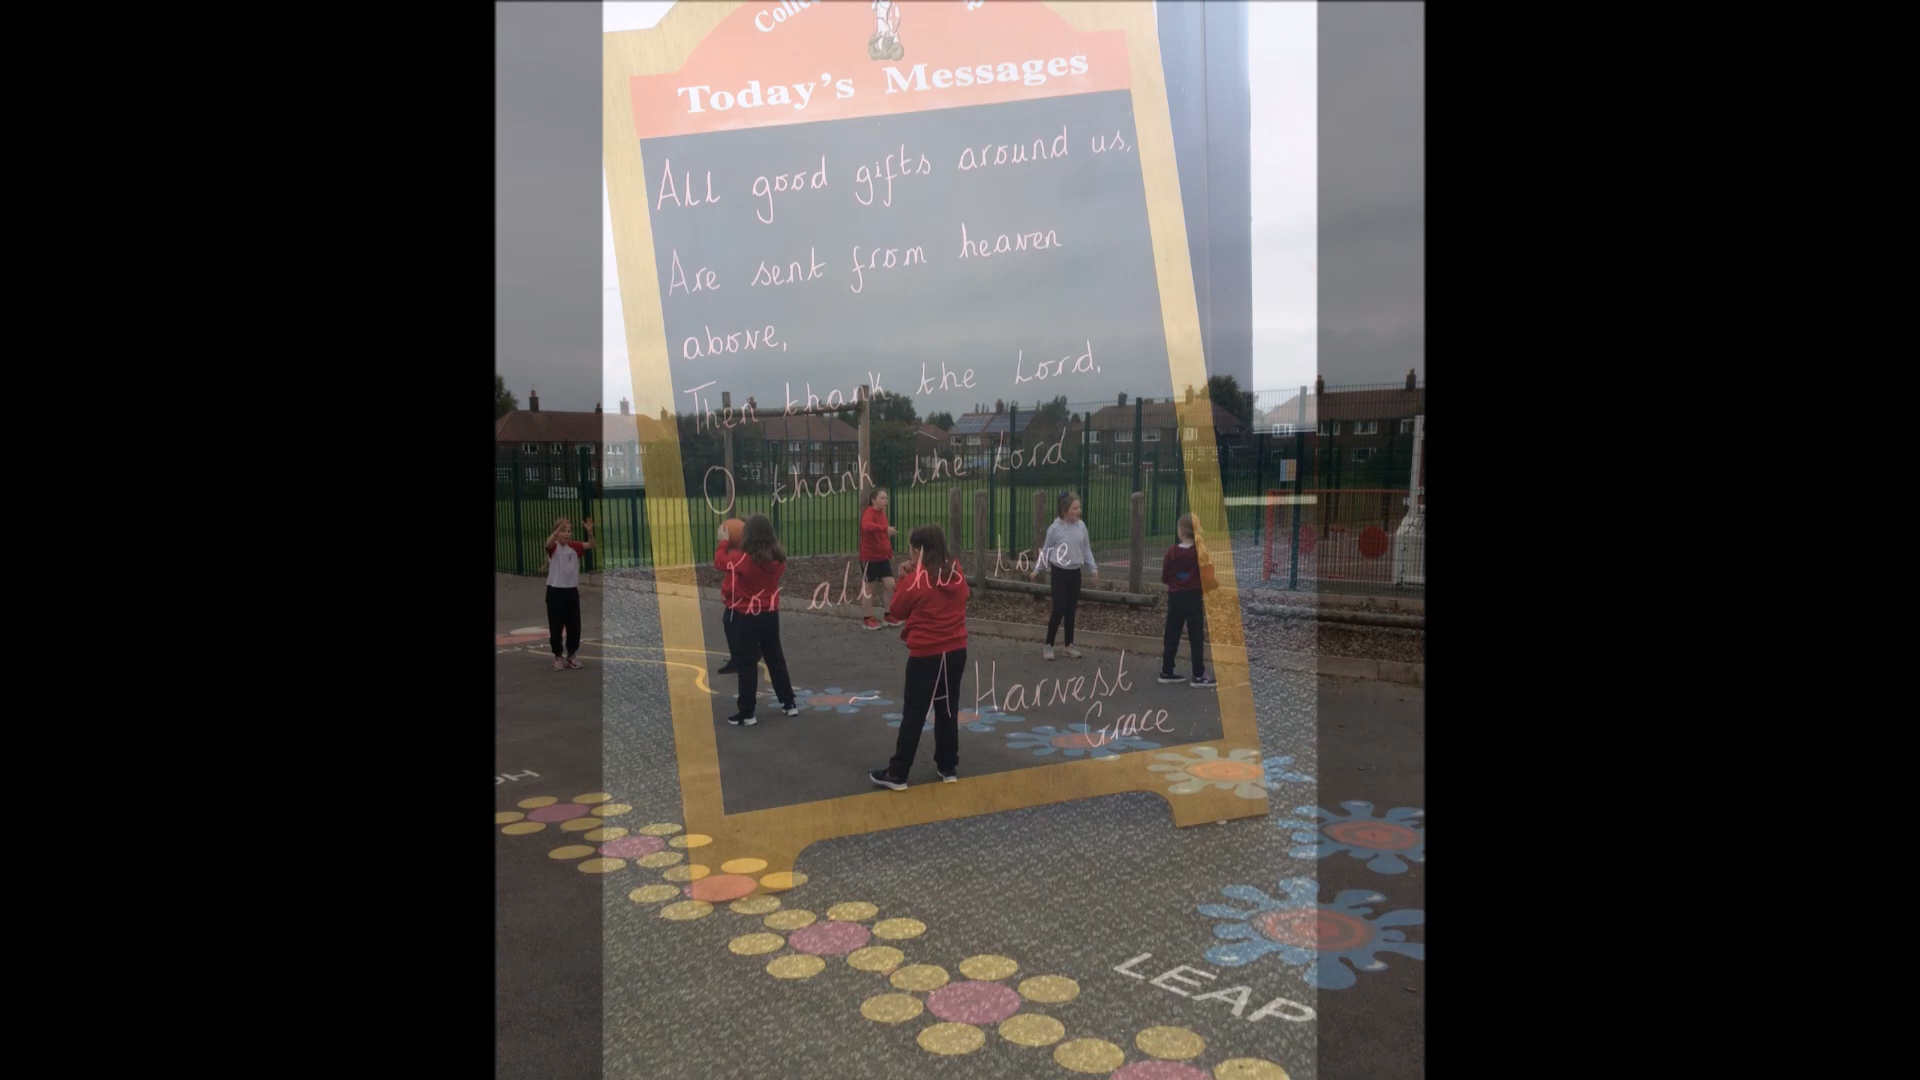 Today's Messages
All good gifts around us,
Are sent from heaven
above,
Then thank the Lord,
O thank the Lord
For all his love
A Harvest
Grace
LEAP